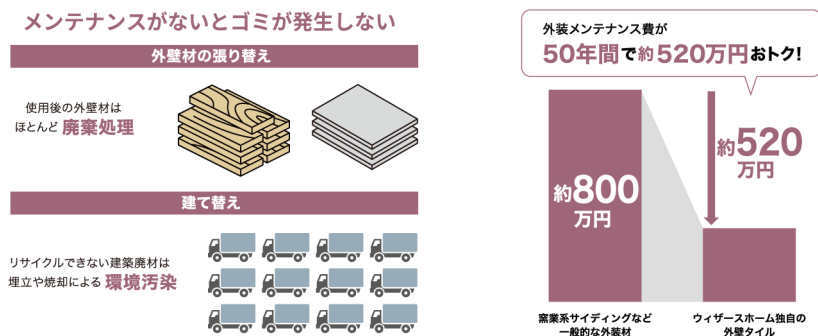 メンテナンスがないとゴミが発生しない
外壁材の張り替え
使用後の外壁材は
ほとんど 廃棄処理
建て替え
リサイクルできない建築廃材は
埋立や焼却による 環境汚染
外装メンテナンス費が
50年間で約520万円おトク!
約800
万円
約520
万円
窯業系サイディングなど
一般的な外装材
ウィザースホーム独自の
外壁タイル